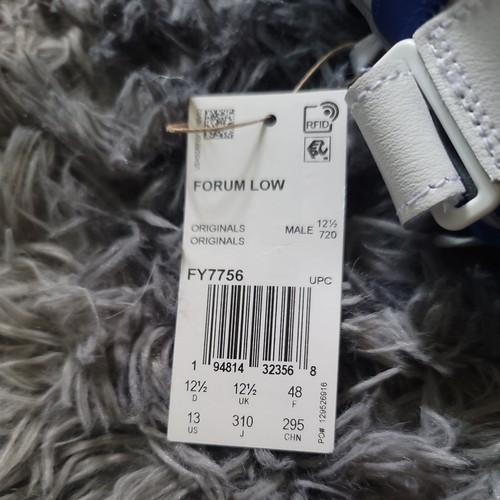 RFID
FORUM LOW
ORIGINALS MALE 12½
ORIGINALS 720
FY7756 UPC
1 94814 32356 8
12½ 12½ 48
D UK F
13 310 295
US J CHN
PO# 129526916